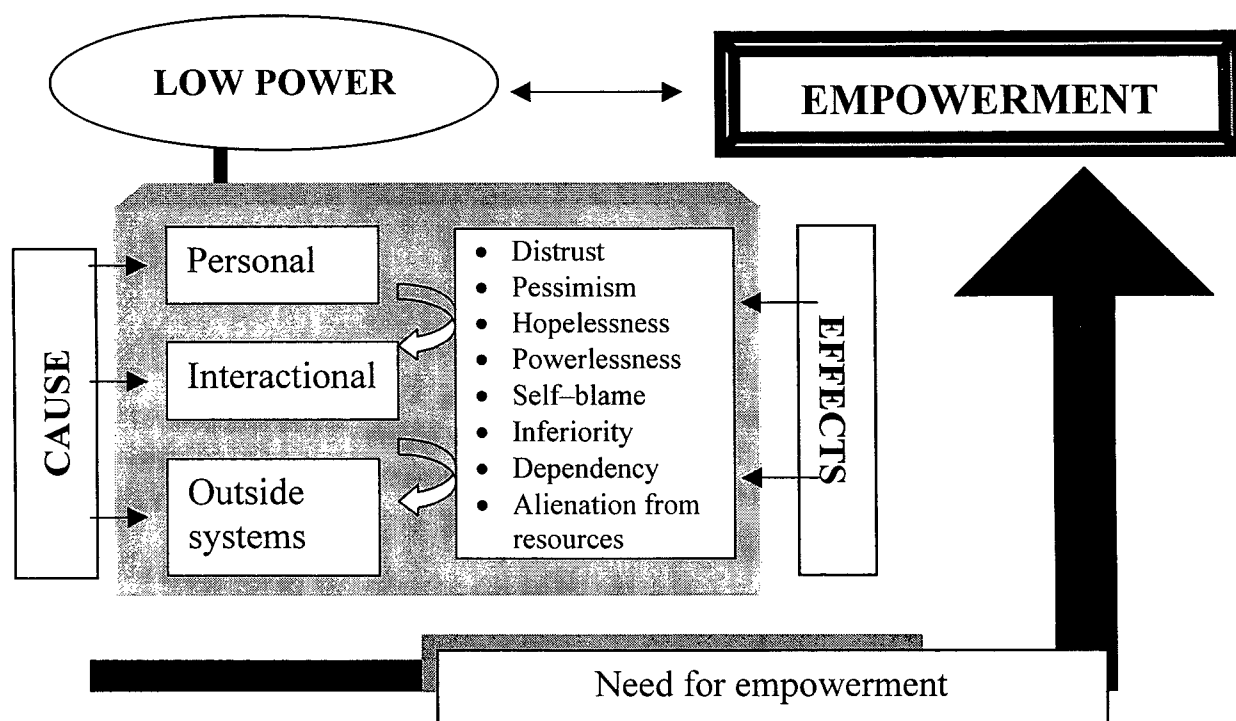 LOW POWER
EMPOWERMENT
CAUSE
Personal
Interactional
Outside
systems
• Distrust
• Pessimism
• Hopelessness
• Powerlessness
• Self–blame
• Inferiority
• Dependency
• Alienation from
resources
EFFECTS
Need for empowerment